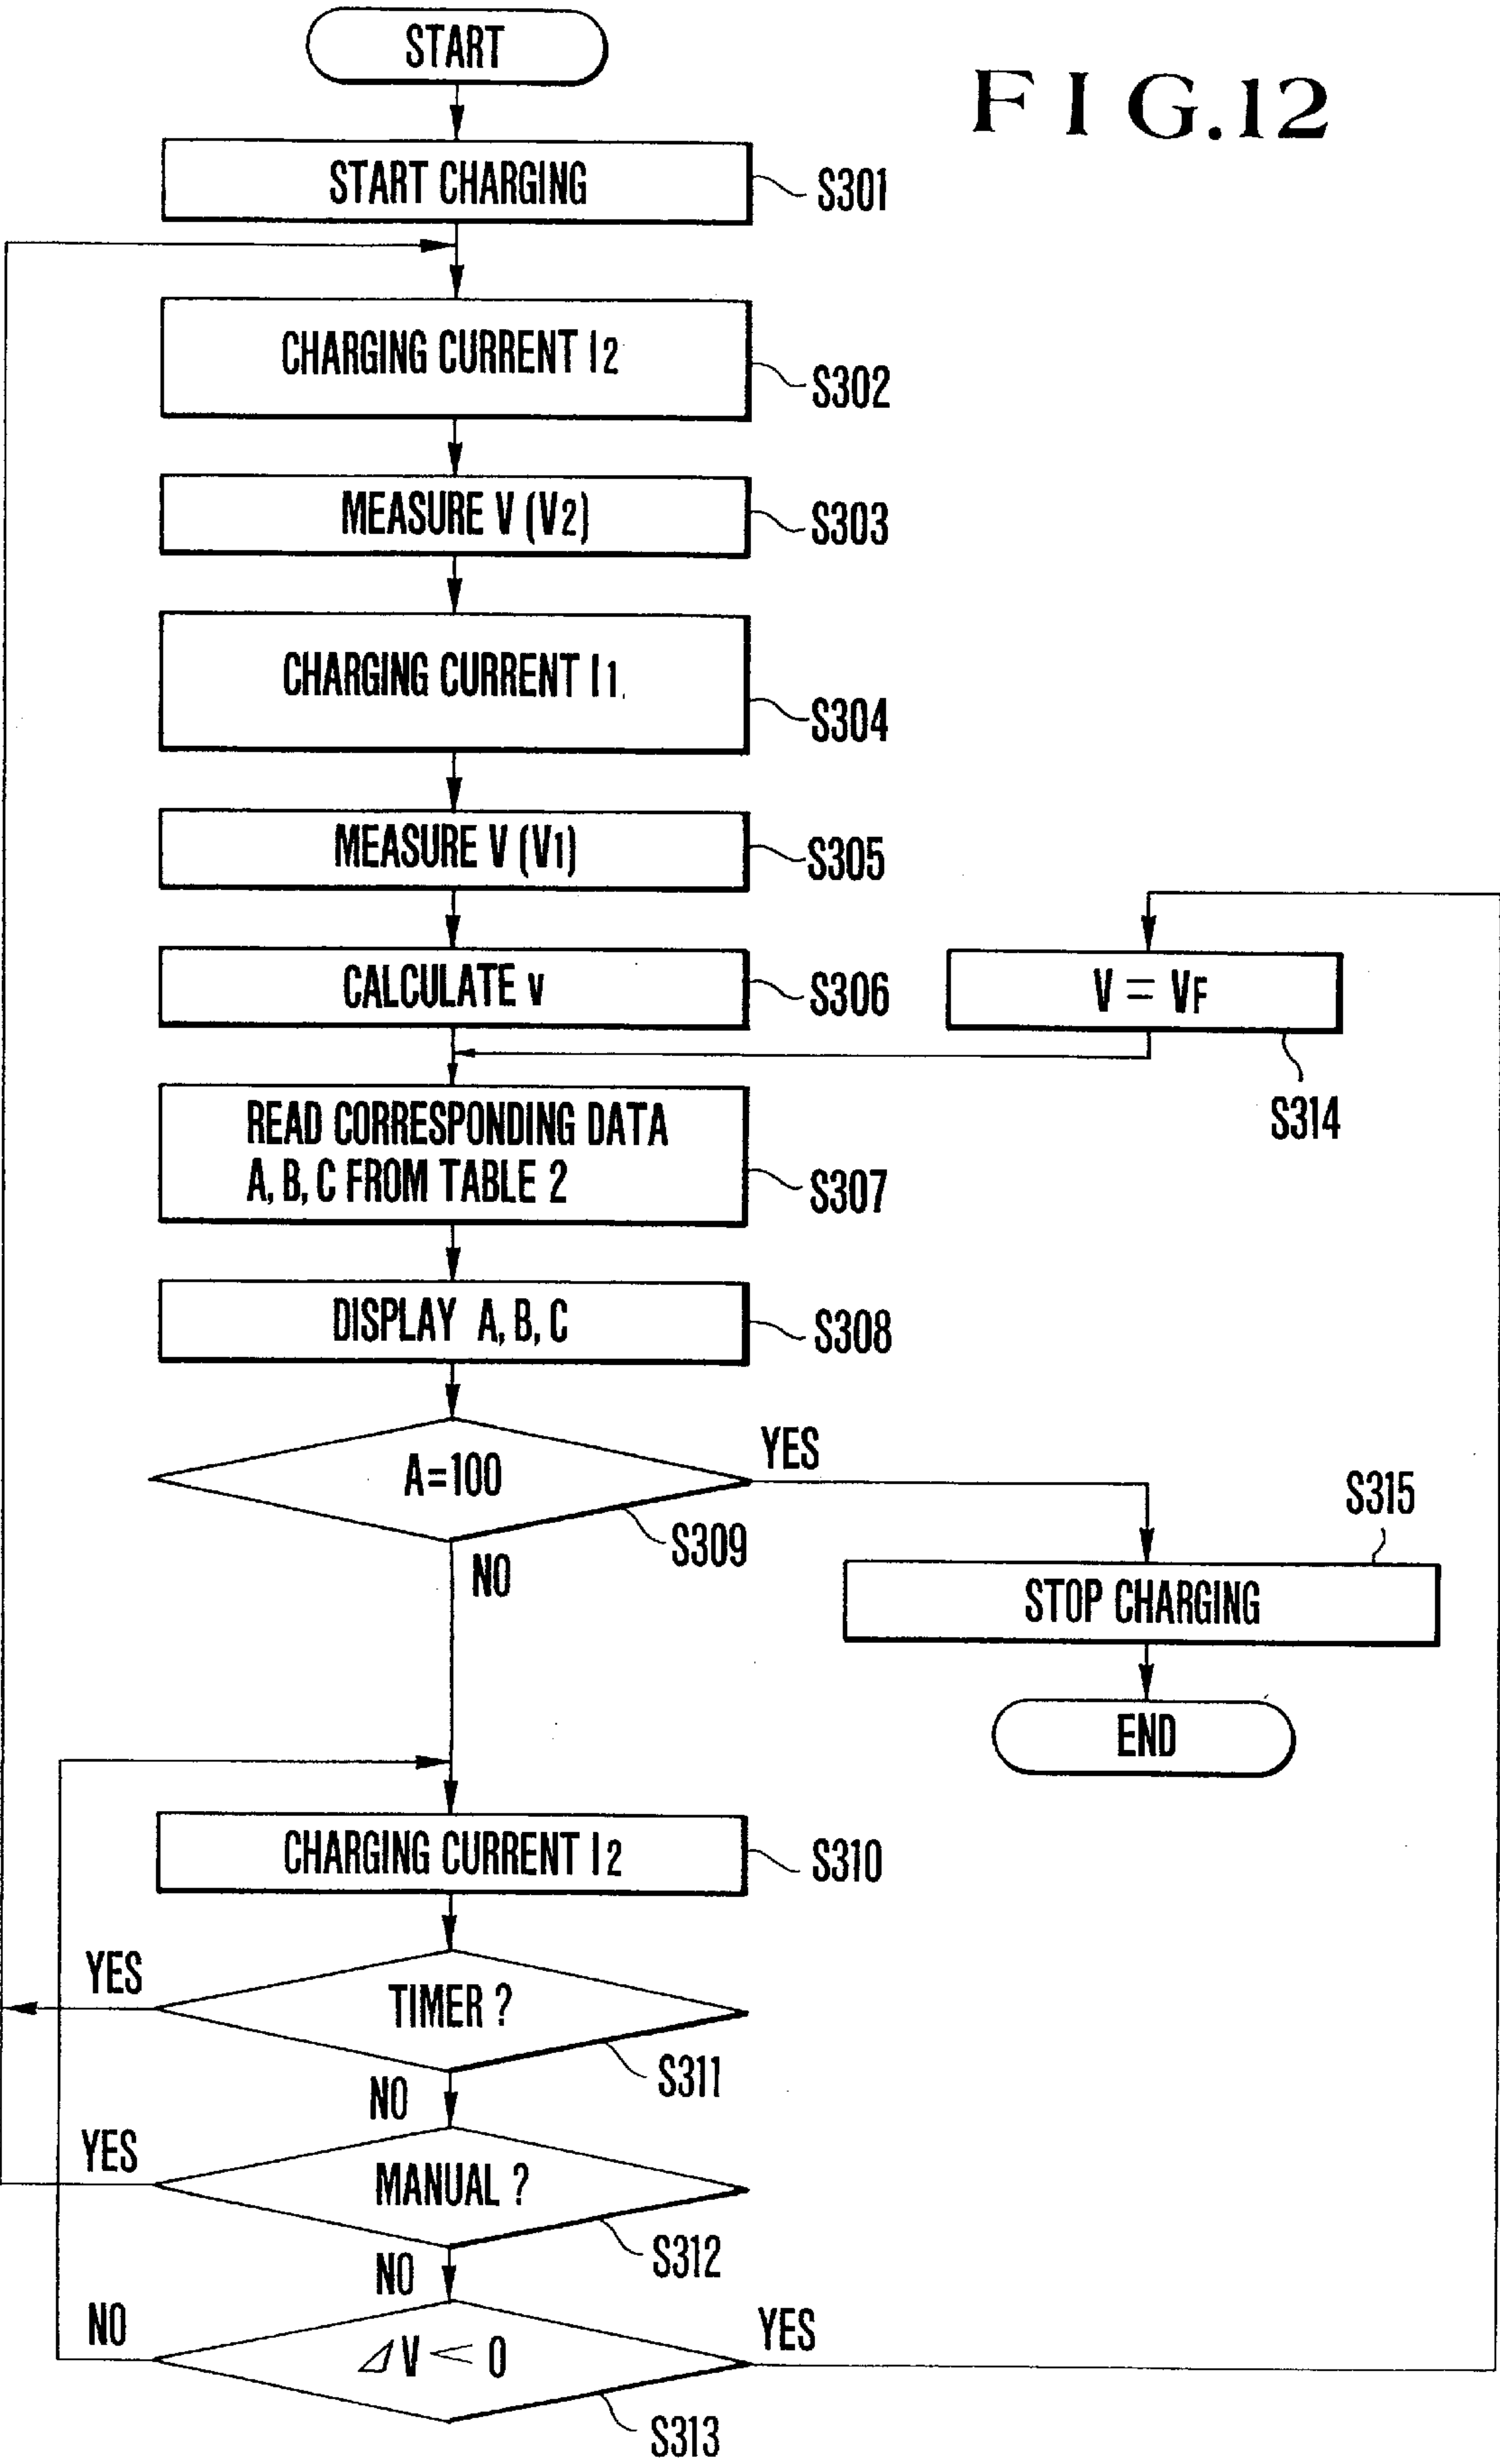 START
FIG.12
START CHARGING
S301
CHARGING CURRENT I2
S302
MEASURE V (V2)
S303
CHARGING CURRENT I1
S304
MEASURE V (V1)
S305
CALCULATE v
S306
V = VF
S314
READ CORRESPONDING DATA
A, B, C FROM TABLE 2
S307
DISPLAY A, B, C
S308
A=100
YES
S309
NO
S315
STOP CHARGING
END
CHARGING CURRENT I2
S310
YES
TIMER ?
S311
NO
YES
MANUAL ?
S312
NO
NO
ΔV < 0
YES
S313